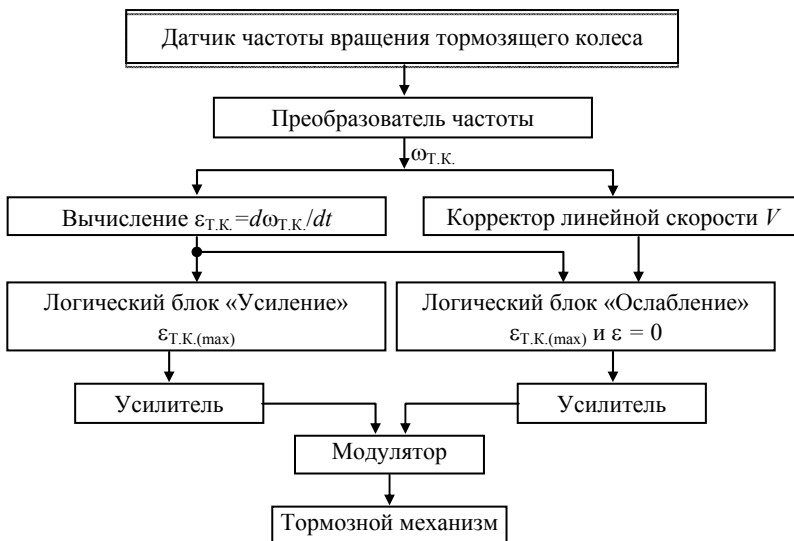 Датчик частоты вращения тормозящего колеса
Преобразователь частоты
ωТ.К.
Вычисление εТ.К.=dωТ.К./dt
Корректор линейной скорости V
Логический блок «Усиление»
εТ.К.(max)
Логический блок «Ослабление»
εТ.К.(max) и ε = 0
Усилитель
Усилитель
Модулятор
Тормозной механизм